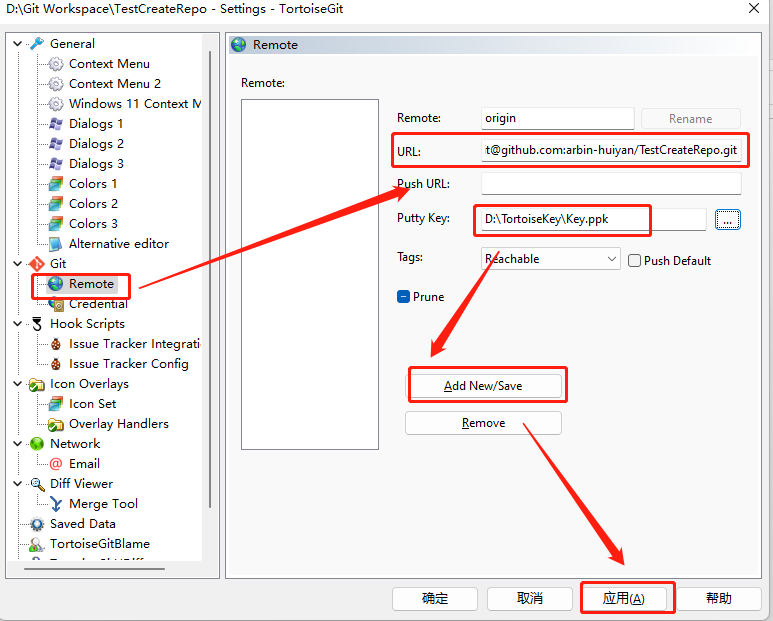 D:\Git Workspace\TestCreateRepo - Settings - TortoiseGit
General
Context Menu
Context Menu 2
Windows 11 Context M
Dialogs 1
Dialogs 2
Dialogs 3
Colors 1
Colors 2
Colors 3
Alternative editor
Git
Remote
Credential
Hook Scripts
Issue Tracker Integrati
Issue Tracker Config
Icon Overlays
Icon Set
Overlay Handlers
Network
Email
Diff Viewer
Merge Tool
Saved Data
TortoiseGitBlame
Remote
Remote:
Remote: origin Rename
URL: t@github.com:arbin-huiyan/TestCreateRepo.git
Push URL:
Putty Key: D:\TortoiseKey\Key.ppk ...
Tags: Reachable Push Default
Prune
Add New/Save
Remove
确定 取消 应用(A) 帮助